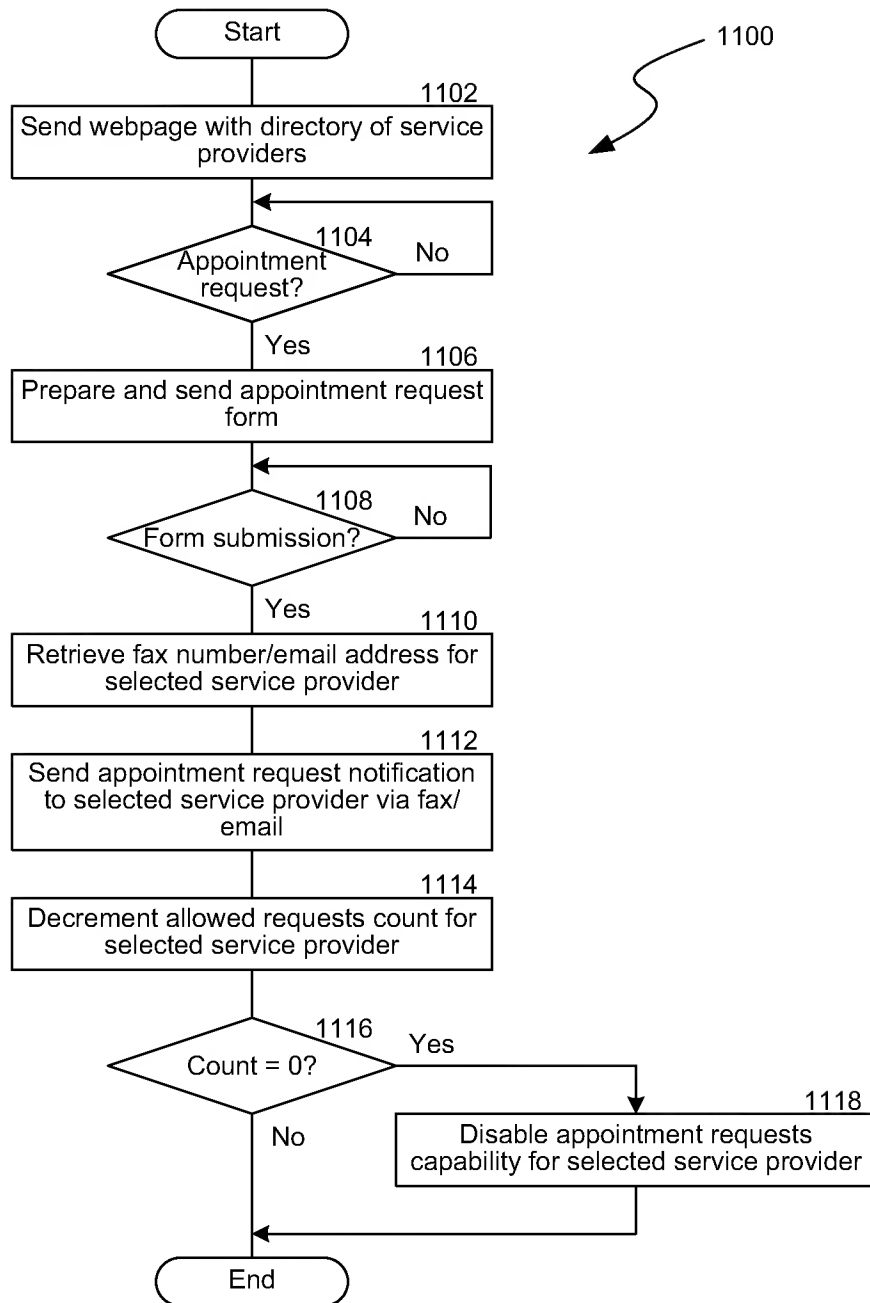 Start
1100
1102
Send webpage with directory of service
providers
1104
Appointment
request?
No
Yes
1106
Prepare and send appointment request
form
1108
Form submission?
No
Yes
1110
Retrieve fax number/email address for
selected service provider
1112
Send appointment request notification
to selected service provider via fax/
email
1114
Decrement allowed requests count for
selected service provider
1116
Count = 0?
Yes
No
1118
Disable appointment requests
capability for selected service provider
End